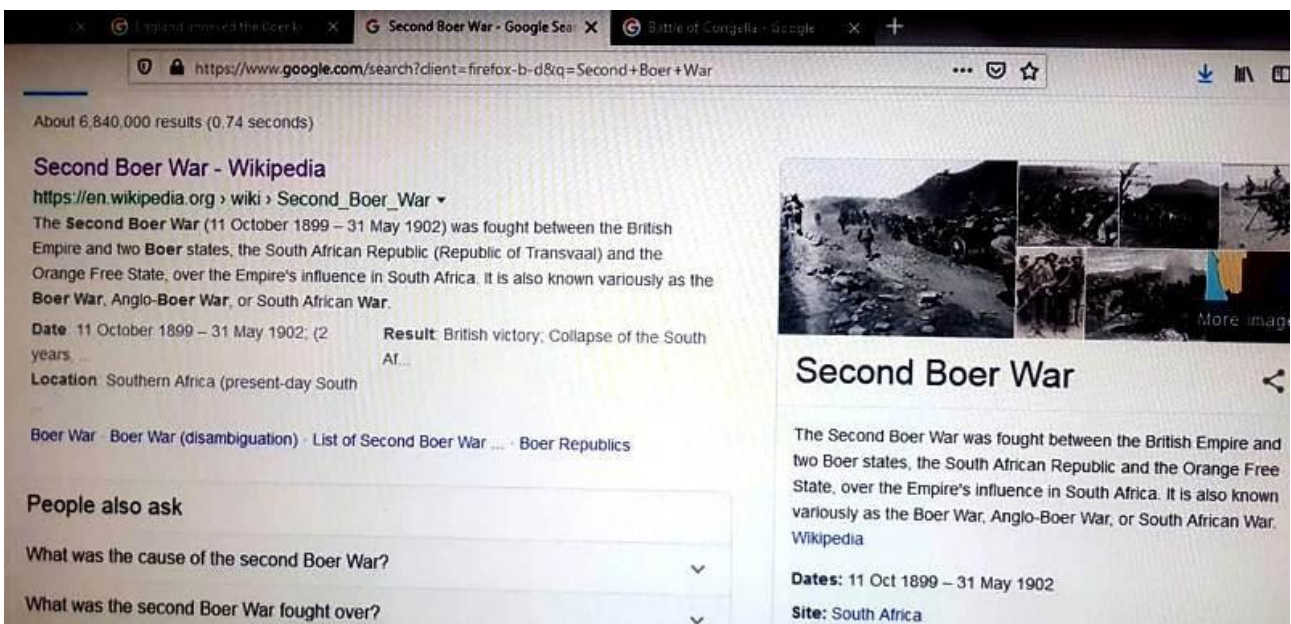 Second Boer War - Google Sea
Battle of Congella - Google
https://www.google.com/search?client=firefox-b-d&q=Second+Boer+War
About 6,840,000 results (0.74 seconds)
Second Boer War - Wikipedia
https://en.wikipedia.org › wiki › Second_Boer_War
The Second Boer War (11 October 1899 – 31 May 1902) was fought between the British
Empire and two Boer states, the South African Republic (Republic of Transvaal) and the
Orange Free State, over the Empire's influence in South Africa. It is also known variously as the
Boer War, Anglo-Boer War, or South African War.
Date: 11 October 1899 – 31 May 1902; (2
years, ...
Result: British victory; Collapse of the South
Af...
Location: Southern Africa (present-day South
...
Boer War · Boer War (disambiguation) · List of Second Boer War ... · Boer Republics
People also ask
What was the cause of the second Boer War?
What was the second Boer War fought over?
More image
Second Boer War
The Second Boer War was fought between the British Empire and
two Boer states, the South African Republic and the Orange Free
State, over the Empire's influence in South Africa. It is also known
variously as the Boer War, Anglo-Boer War, or South African War.
Wikipedia
Dates: 11 Oct 1899 – 31 May 1902
Site: South Africa